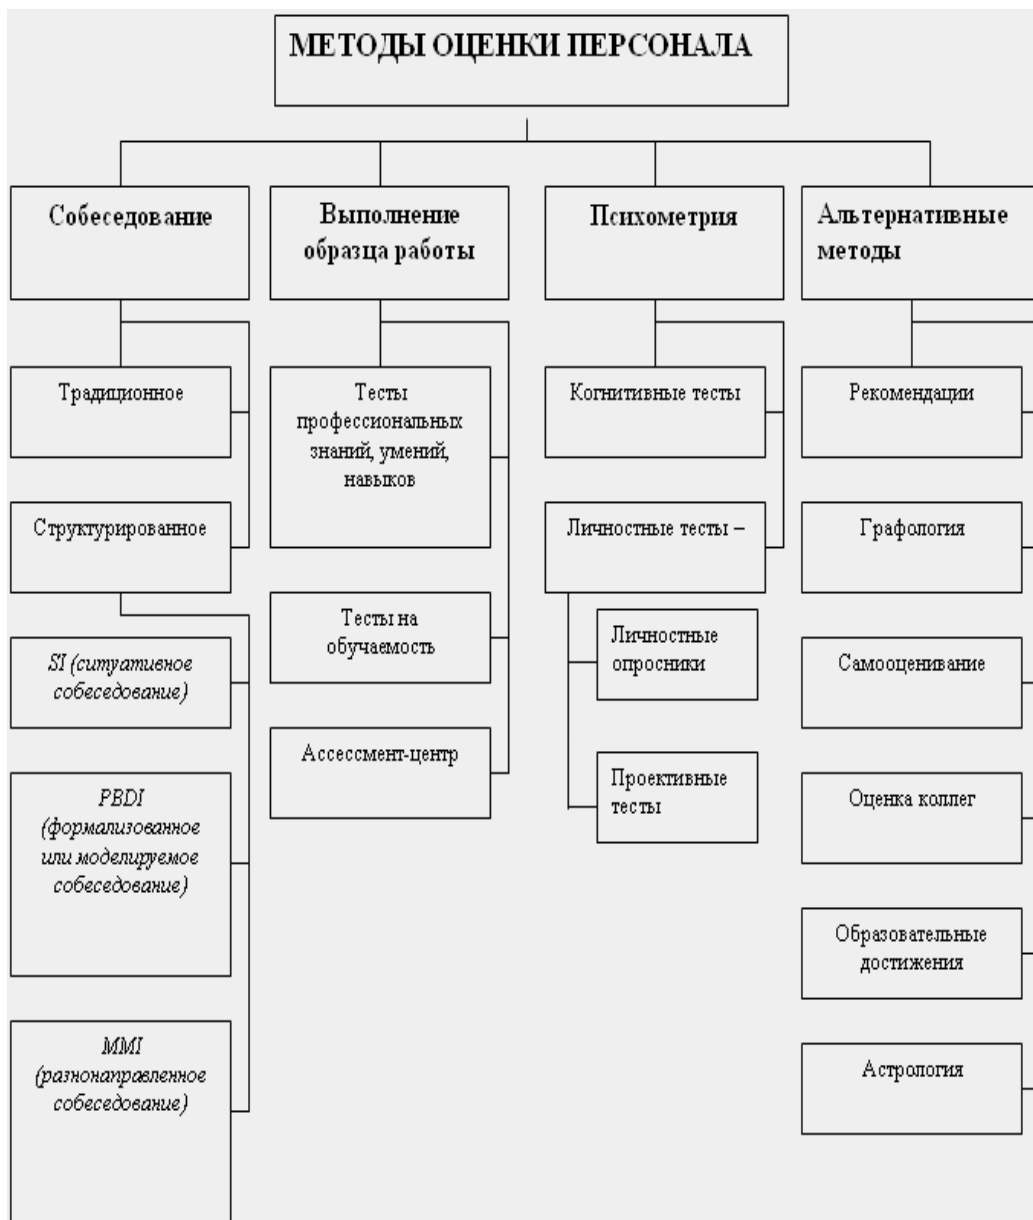 МЕТОДЫ ОЦЕНКИ ПЕРСОНАЛА
Собеседование
Выполнение
образца работы
Психометрия
Альтернативные
методы
Традиционное
Тесты
профессиональных
знаний, умений,
навыков
Когнитивные тесты
Рекомендации
Структурированное
Личностные тесты –
Графология
SI (ситуативное
собеседование)
Тесты на
обучаемость
Личностные
опросники
Самооценивание
PBDI
(формализованное
или моделируемое
собеседование)
Ассессмент-центр
Проективные
тесты
Оценка коллег
Образовательные
достижения
MMI
(разнонаправленное
собеседование)
Астрология